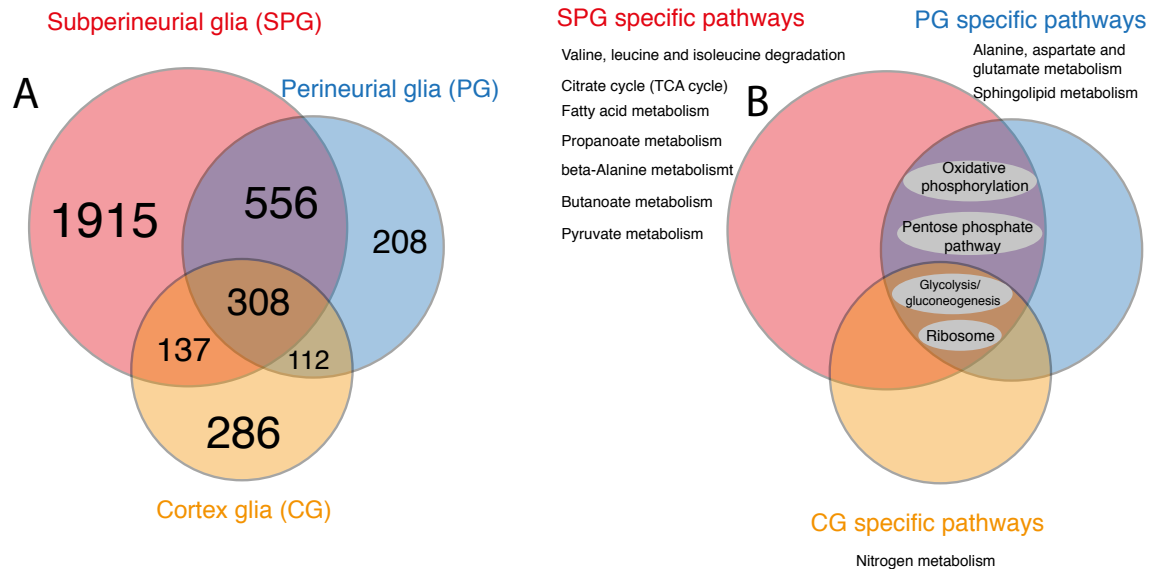 Subperineurial glia (SPG)
A
Perineurial glia (PG)
1915
556
208
308
137
112
286
Cortex glia (CG)
SPG specific pathways
Valine, leucine and isoleucine degradation
Citrate cycle (TCA cycle)
Fatty acid metabolism
Propanoate metabolism
beta-Alanine metabolismt
Butanoate metabolism
Pyruvate metabolism
B
PG specific pathways
Alanine, aspartate and
glutamate metabolism
Sphingolipid metabolism
Oxidative
phosphorylation
Pentose phosphate
pathway
Glycolysis/
gluconeogenesis
Ribosome
CG specific pathways
Nitrogen metabolism